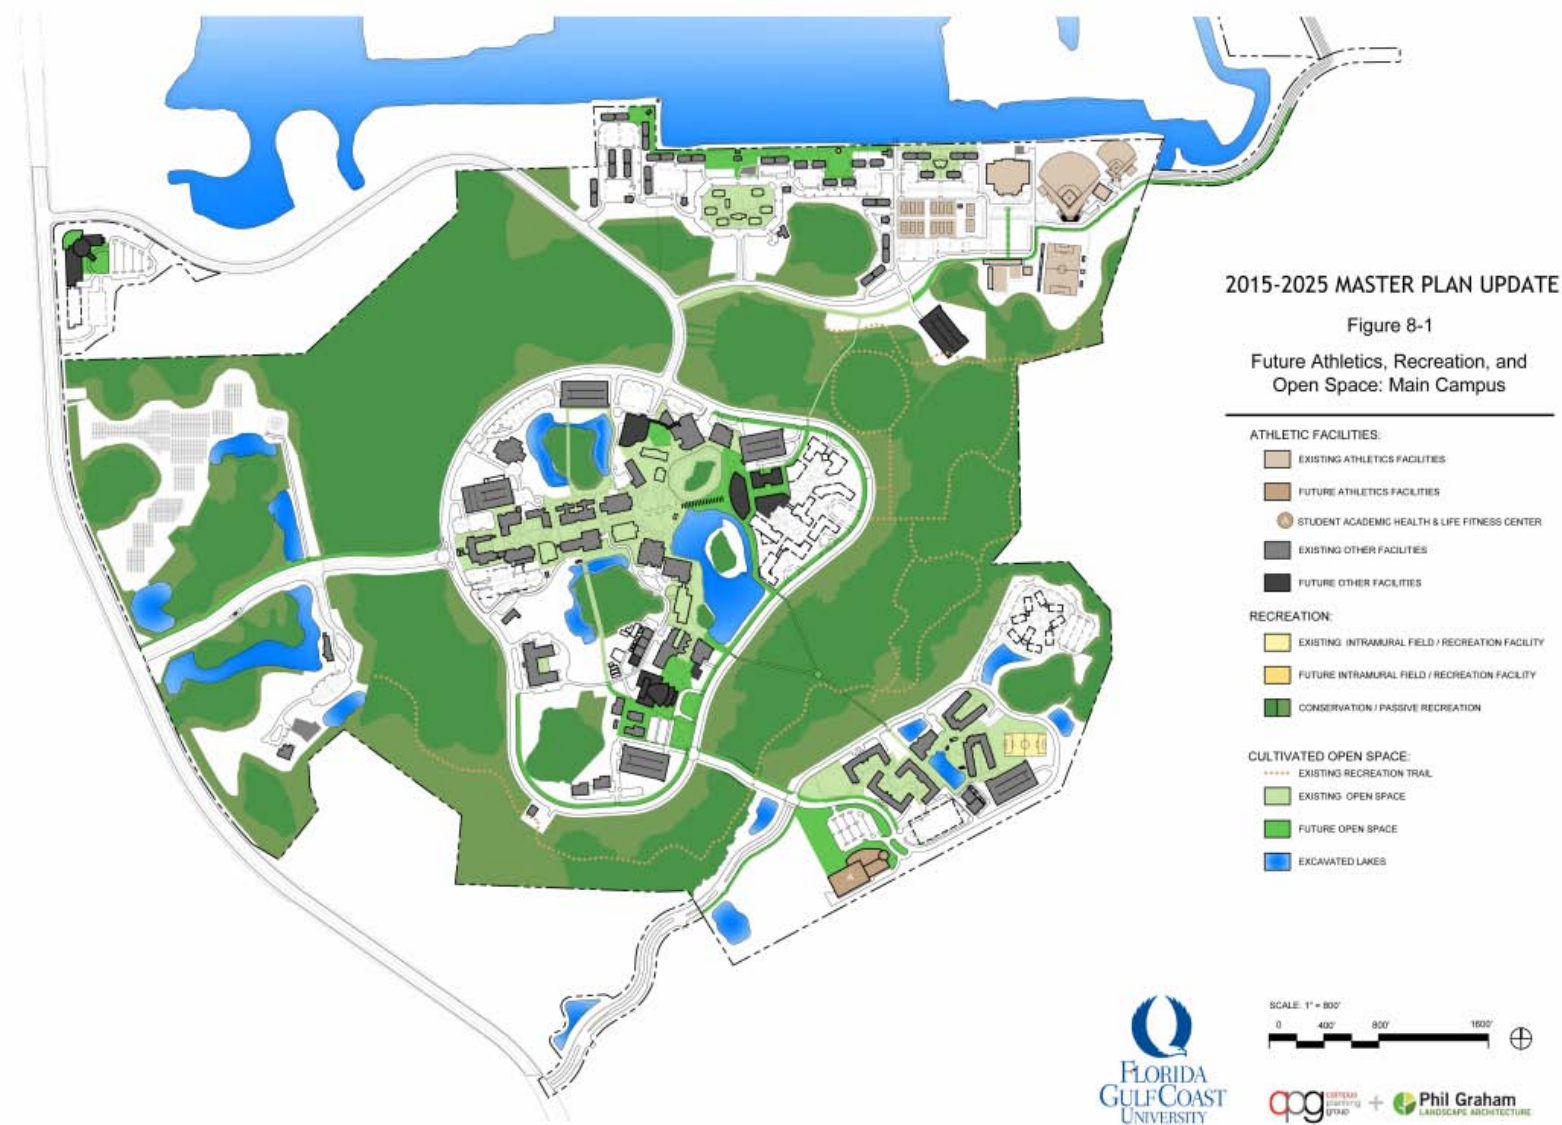 2015-2025 MASTER PLAN UPDATE
Figure 8-1
Future Athletics, Recreation, and
Open Space: Main Campus
ATHLETIC FACILITIES:
EXISTING ATHLETICS FACILITIES
FUTURE ATHLETICS FACILITIES
A STUDENT ACADEMIC HEALTH & LIFE FITNESS CENTER
EXISTING OTHER FACILITIES
FUTURE OTHER FACILITIES
RECREATION:
EXISTING INTRAMURAL FIELD / RECREATION FACILITY
FUTURE INTRAMURAL FIELD / RECREATION FACILITY
CONSERVATION / PASSIVE RECREATION
CULTIVATED OPEN SPACE:
EXISTING RECREATION TRAIL
EXISTING OPEN SPACE
FUTURE OPEN SPACE
EXCAVATED LAKES
A
SCALE: 1" = 800'
0 400' 800' 1600'
FLORIDA
GULF COAST
UNIVERSITY
cpg campus
planning
group
+
Phil Graham
LANDSCAPE ARCHITECTURE